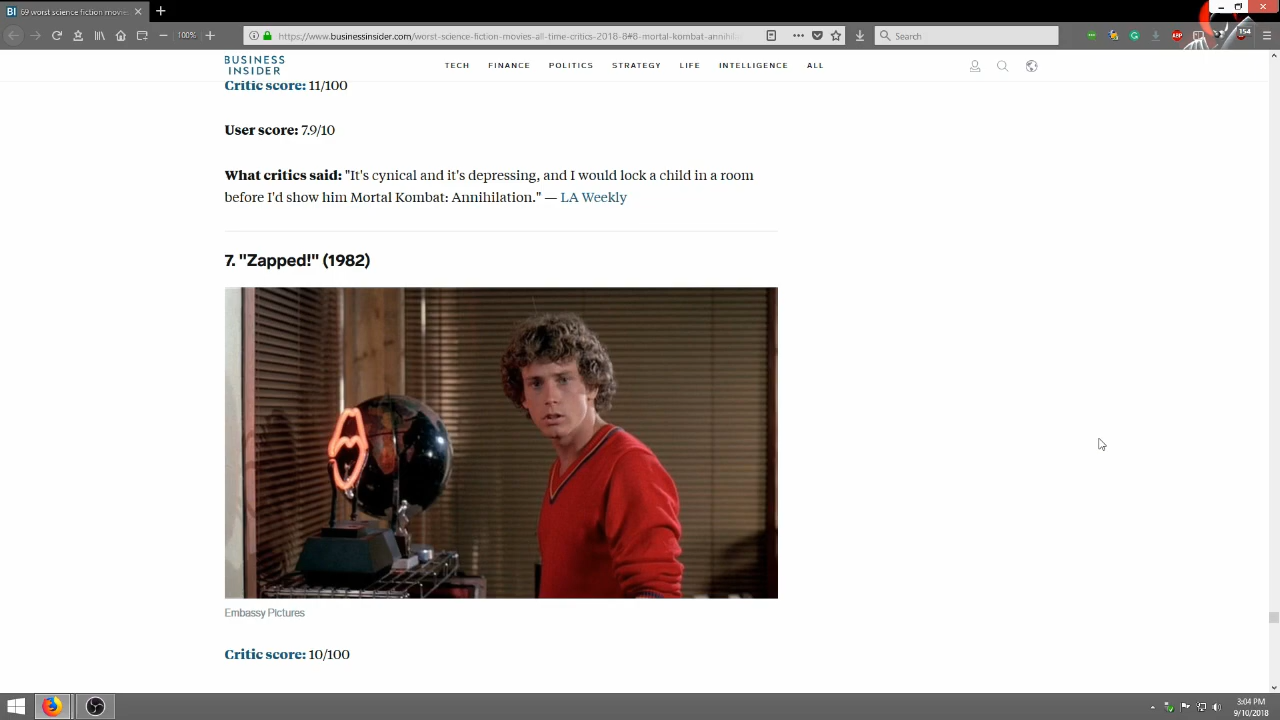 69 worst science fiction movie
100%
https://www.businessinsider.com/worst-science-fiction-movies-all-time-critics-2018-8#8-mortal-kombat-annihil
Search
154
BUSINESS
INSIDER
TECH FINANCE POLITICS STRATEGY LIFE INTELLIGENCE ALL
Critic score: 11/100
User score: 7.9/10
What critics said: "It's cynical and it's depressing, and I would lock a child in a room
before I'd show him Mortal Kombat: Annihilation." — LA Weekly
7. "Zapped!" (1982)
Embassy Pictures
Critic score: 10/100
3:04 PM
9/10/2018